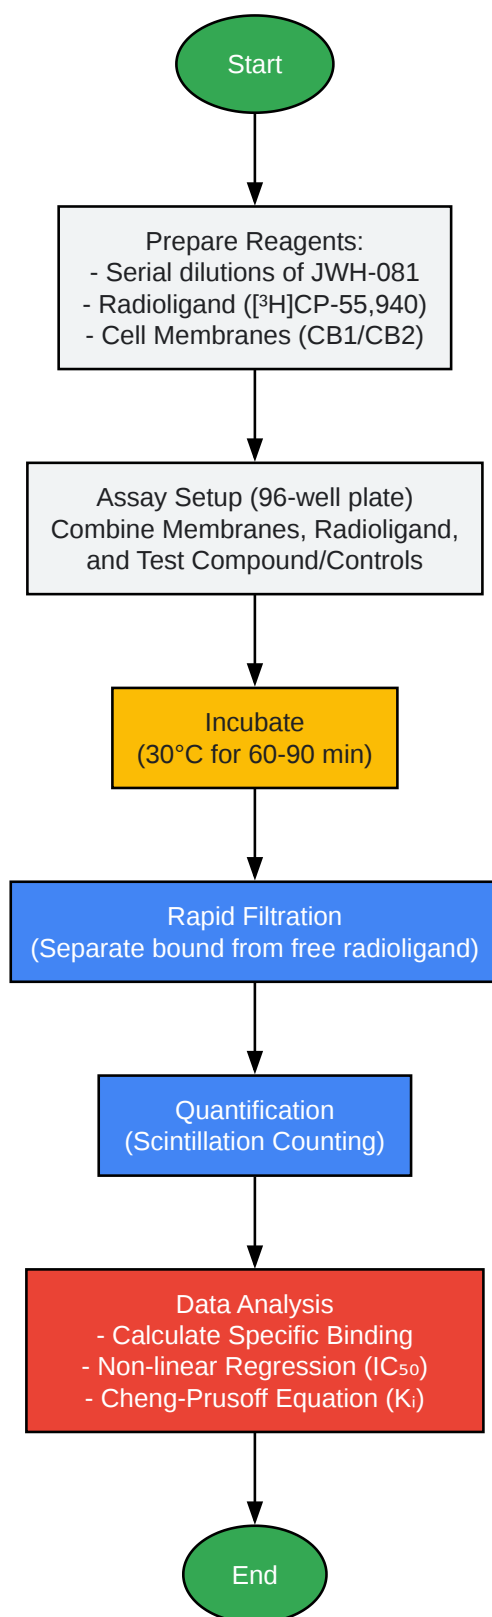 Start
Prepare Reagents:
- Serial dilutions of JWH-081
- Radioligand ([³H]CP-55,940)
- Cell Membranes (CB1/CB2)
Assay Setup (96-well plate)
Combine Membranes, Radioligand,
and Test Compound/Controls
Incubate
(30°C for 60-90 min)
Rapid Filtration
(Separate bound from free radioligand)
Quantification
(Scintillation Counting)
Data Analysis
- Calculate Specific Binding
- Non-linear Regression (IC₅₀)
- Cheng-Prusoff Equation (Kᵢ)
End